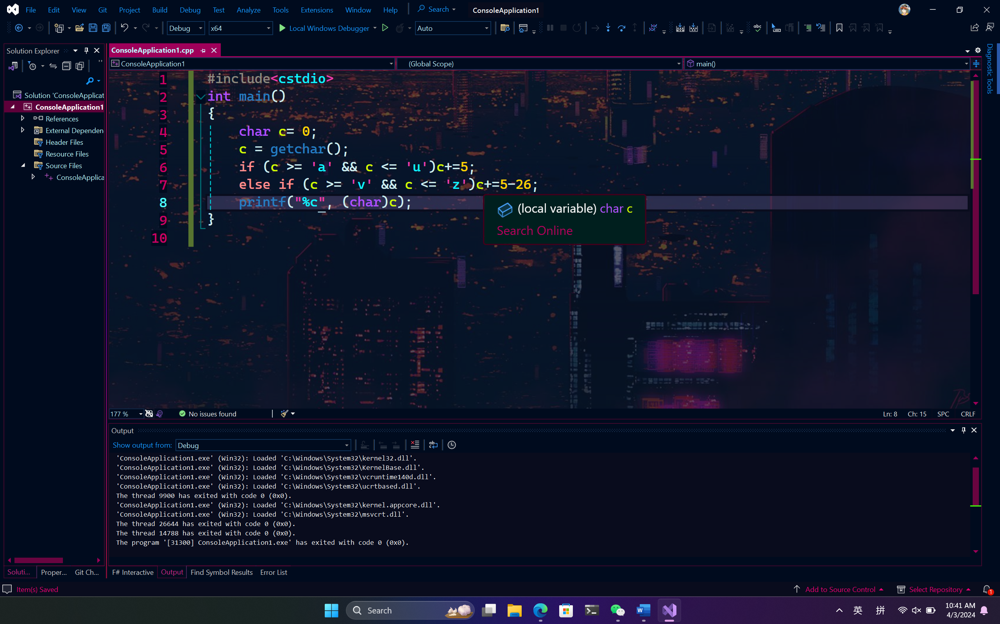 File Edit View Git Project Build Debug Test Analyze Tools Extensions Window Help Search ConsoleApplication1
Debug x64 Local Windows Debugger Auto
Solution Explorer
ConsoleApplication1.cpp
ConsoleApplication1 (Global Scope) main()
Solution 'ConsoleApplicat
ConsoleApplication1
References
External Dependen
Header Files
Resource Files
Source Files
ConsoleApplica
1 #include<cstdio>
2 int main()
3 {
4 char c= 0;
5 c = getchar();
6 if (c >= 'a' && c <= 'u')c+=5;
7 else if (c >= 'v' && c <= 'z')c+=5-26;
8 printf("%c", (char)c);
9 }
10
(local variable) char c
Search Online
Diagnostic Tools
177 % No issues found Ln: 8 Ch: 15 SPC CRLF
Output
Show output from: Debug
'ConsoleApplication1.exe' (Win32): Loaded 'C:\Windows\System32\kernel32.dll'.
'ConsoleApplication1.exe' (Win32): Loaded 'C:\Windows\System32\KernelBase.dll'.
'ConsoleApplication1.exe' (Win32): Loaded 'C:\Windows\System32\vcruntime140d.dll'.
'ConsoleApplication1.exe' (Win32): Loaded 'C:\Windows\System32\ucrtbased.dll'.
The thread 9900 has exited with code 0 (0x0).
'ConsoleApplication1.exe' (Win32): Loaded 'C:\Windows\System32\kernel.appcore.dll'.
'ConsoleApplication1.exe' (Win32): Loaded 'C:\Windows\System32\msvcrt.dll'.
The thread 26644 has exited with code 0 (0x0).
The thread 14788 has exited with code 0 (0x0).
The program '[31300] ConsoleApplication1.exe' has exited with code 0 (0x0).
Soluti... Proper... Git Ch... F# Interactive Output Find Symbol Results Error List
Item(s) Saved Add to Source Control Select Repository 1
Search 英 拼 10:41 AM
4/3/2024